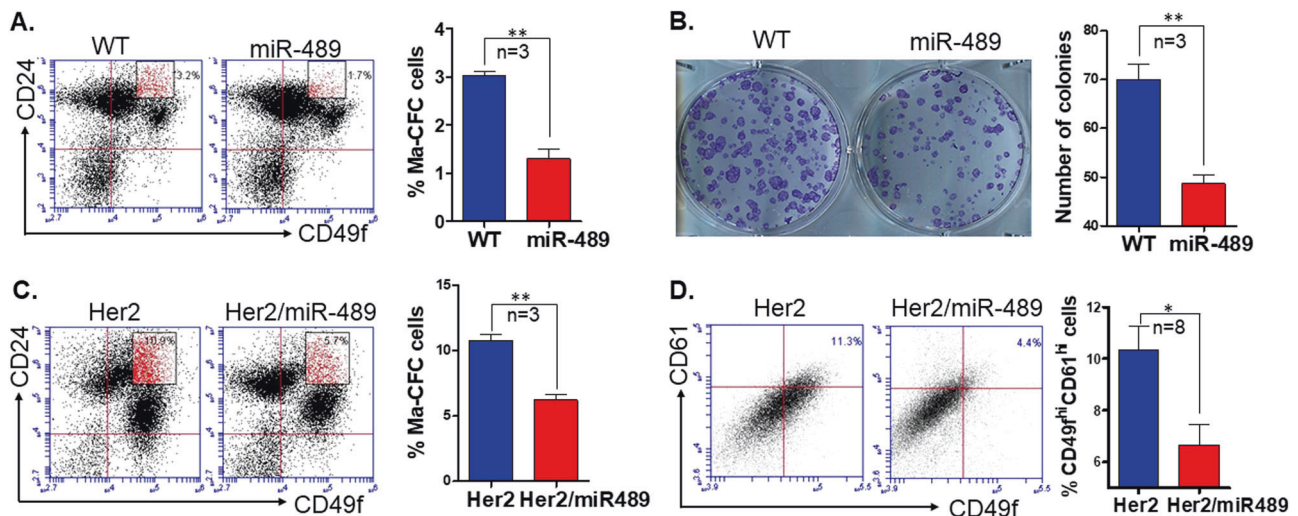 A.
WT
miR-489
CD24
3.2%
1.7%
CD49f
% Ma-CFC cells
4
3
2
1
0
**
n=3
WT
miR-489
B.
WT
miR-489
Number of colonies
80
70
60
50
40
**
n=3
WT
miR-489
C.
Her2
Her2/miR-489
CD24
10.9%
5.7%
CD49f
% Ma-CFC cells
15
10
5
0
**
n=3
Her2
Her2/miR489
D.
Her2
Her2/miR-489
CD61
11.3%
4.4%
CD49f
% CD49fhiCD61hi cells
12
10
8
6
*
n=8
Her2
Her2/miR489